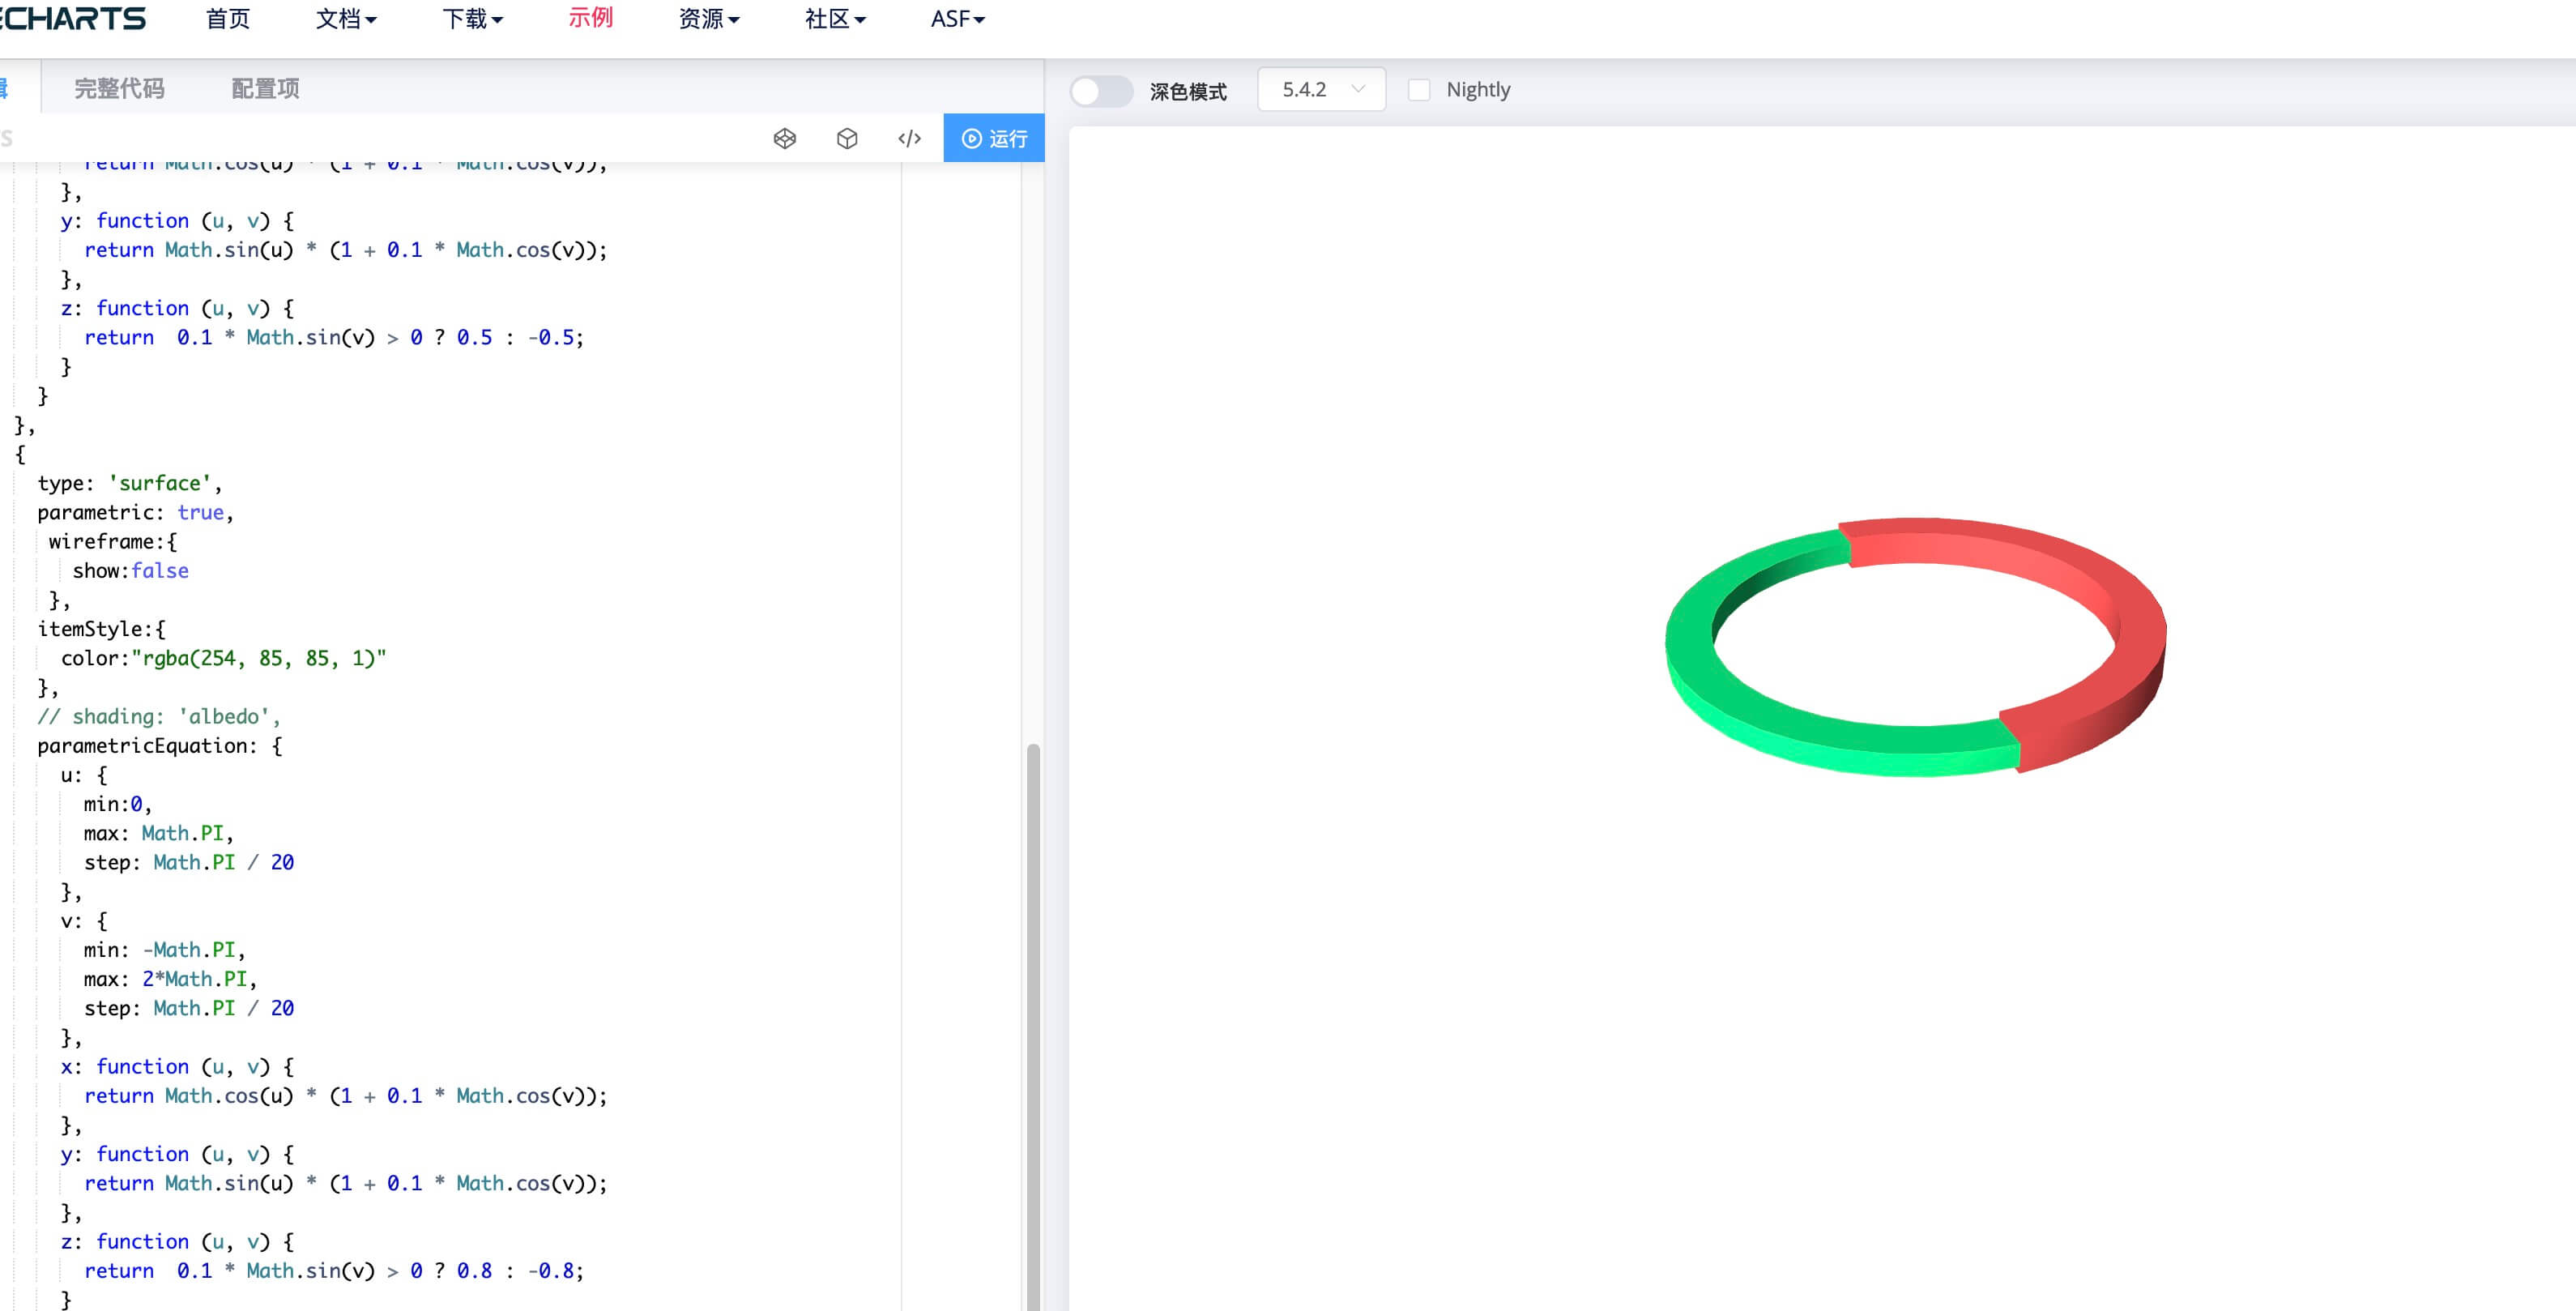 ECHARTS 首页 文档 下载 示例 资源 社区 ASF
辑 完整代码 配置项
S 运行
深色模式 5.4.2 Nightly
return Math.cos(u) * (1 + 0.1 * Math.cos(v));
},
y: function (u, v) {
return Math.sin(u) * (1 + 0.1 * Math.cos(v));
},
z: function (u, v) {
return  0.1 * Math.sin(v) > 0 ? 0.5 : -0.5;
}
}
},
{
type: 'surface',
parametric: true,
wireframe:{
show:false
},
itemStyle:{
color:"rgba(254, 85, 85, 1)"
},
// shading: 'albedo',
parametricEquation: {
u: {
min:0,
max: Math.PI,
step: Math.PI / 20
},
v: {
min: -Math.PI,
max: 2*Math.PI,
step: Math.PI / 20
},
x: function (u, v) {
return Math.cos(u) * (1 + 0.1 * Math.cos(v));
},
y: function (u, v) {
return Math.sin(u) * (1 + 0.1 * Math.cos(v));
},
z: function (u, v) {
return  0.1 * Math.sin(v) > 0 ? 0.8 : -0.8;
}